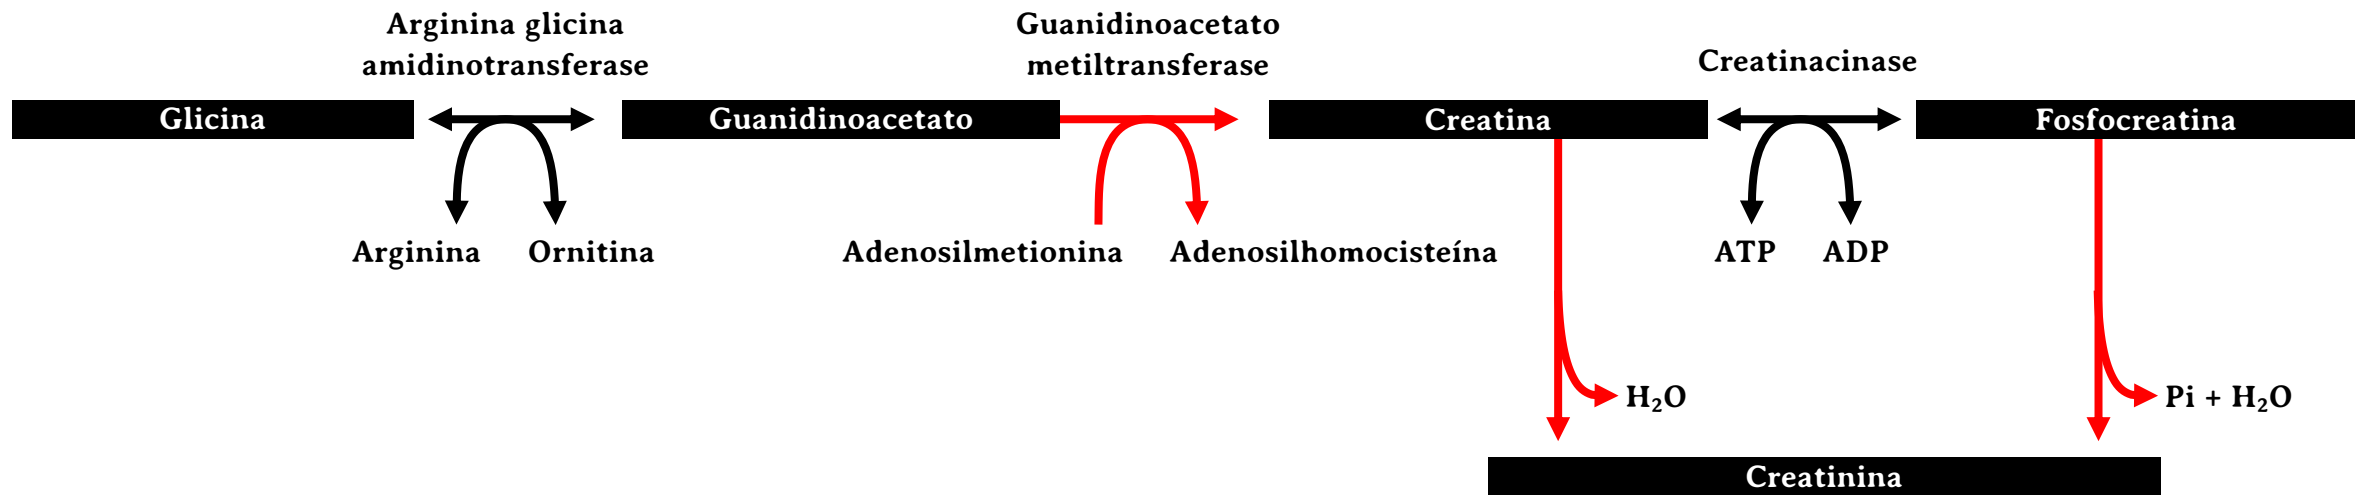 Arginina glicina
amidinotransferase
Guanidinoacetato
metiltransferase
Creatinacinase
Glicina
Guanidinoacetato
Creatina
Fosfocreatina
Arginina
Ornitina
Adenosilmetionina
Adenosilhomocisteína
ATP
ADP
H₂O
Pi + H₂O
Creatinina